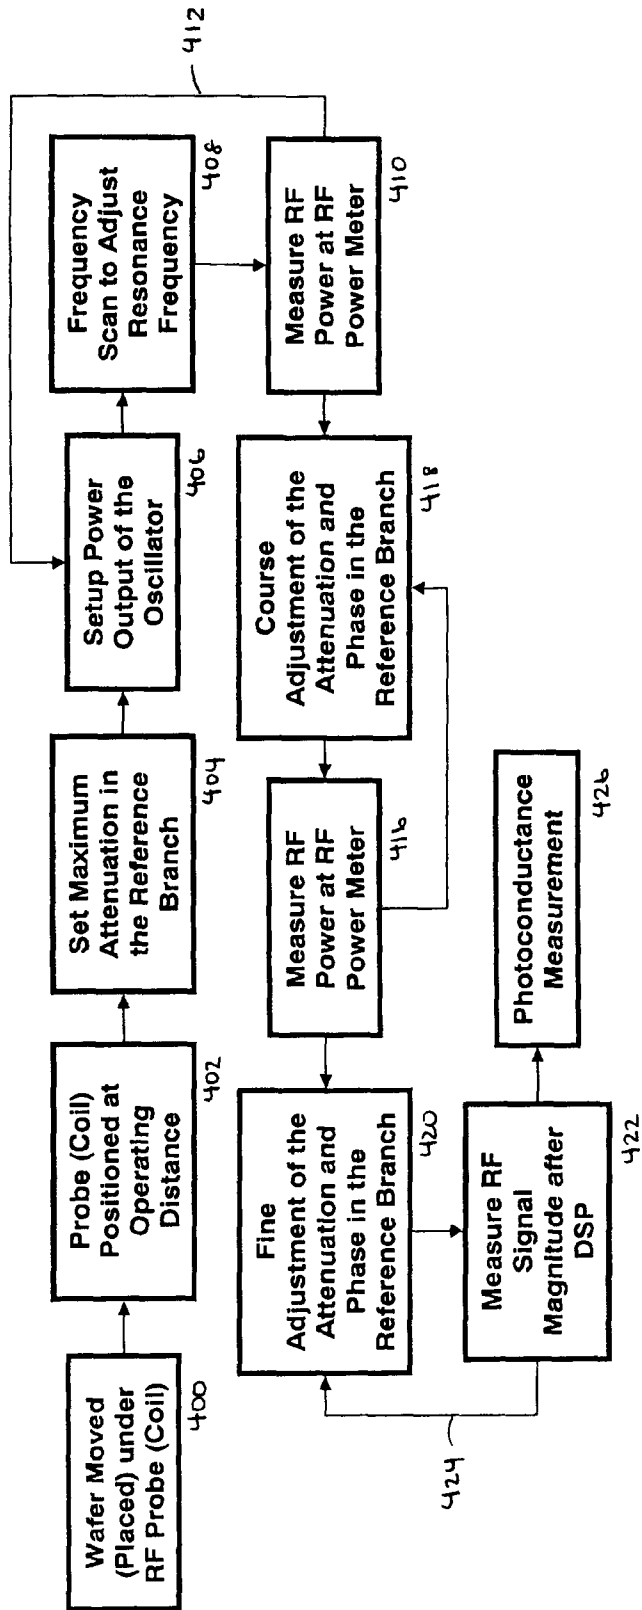 Wafer Moved
(Placed) under
RF Probe (Coil)
400
Probe (Coil)
Positioned at
Operating
Distance
402
Set Maximum
Attenuation in
the Reference
Branch
404
Setup Power
Output of the
Oscillator
406
Frequency
Scan to Adjust
Resonance
Frequency
408
412
Measure RF
Power at RF
Power Meter
410
Course
Adjustment of the
Attenuation and
Phase in the
Reference Branch
418
Measure RF
Power at RF
Power Meter
416
Fine
Adjustment of the
Attenuation and
Phase in the
Reference Branch
420
Measure RF
Signal
Magnitude after
DSP
422
424
Photoconductance
Measurement
426